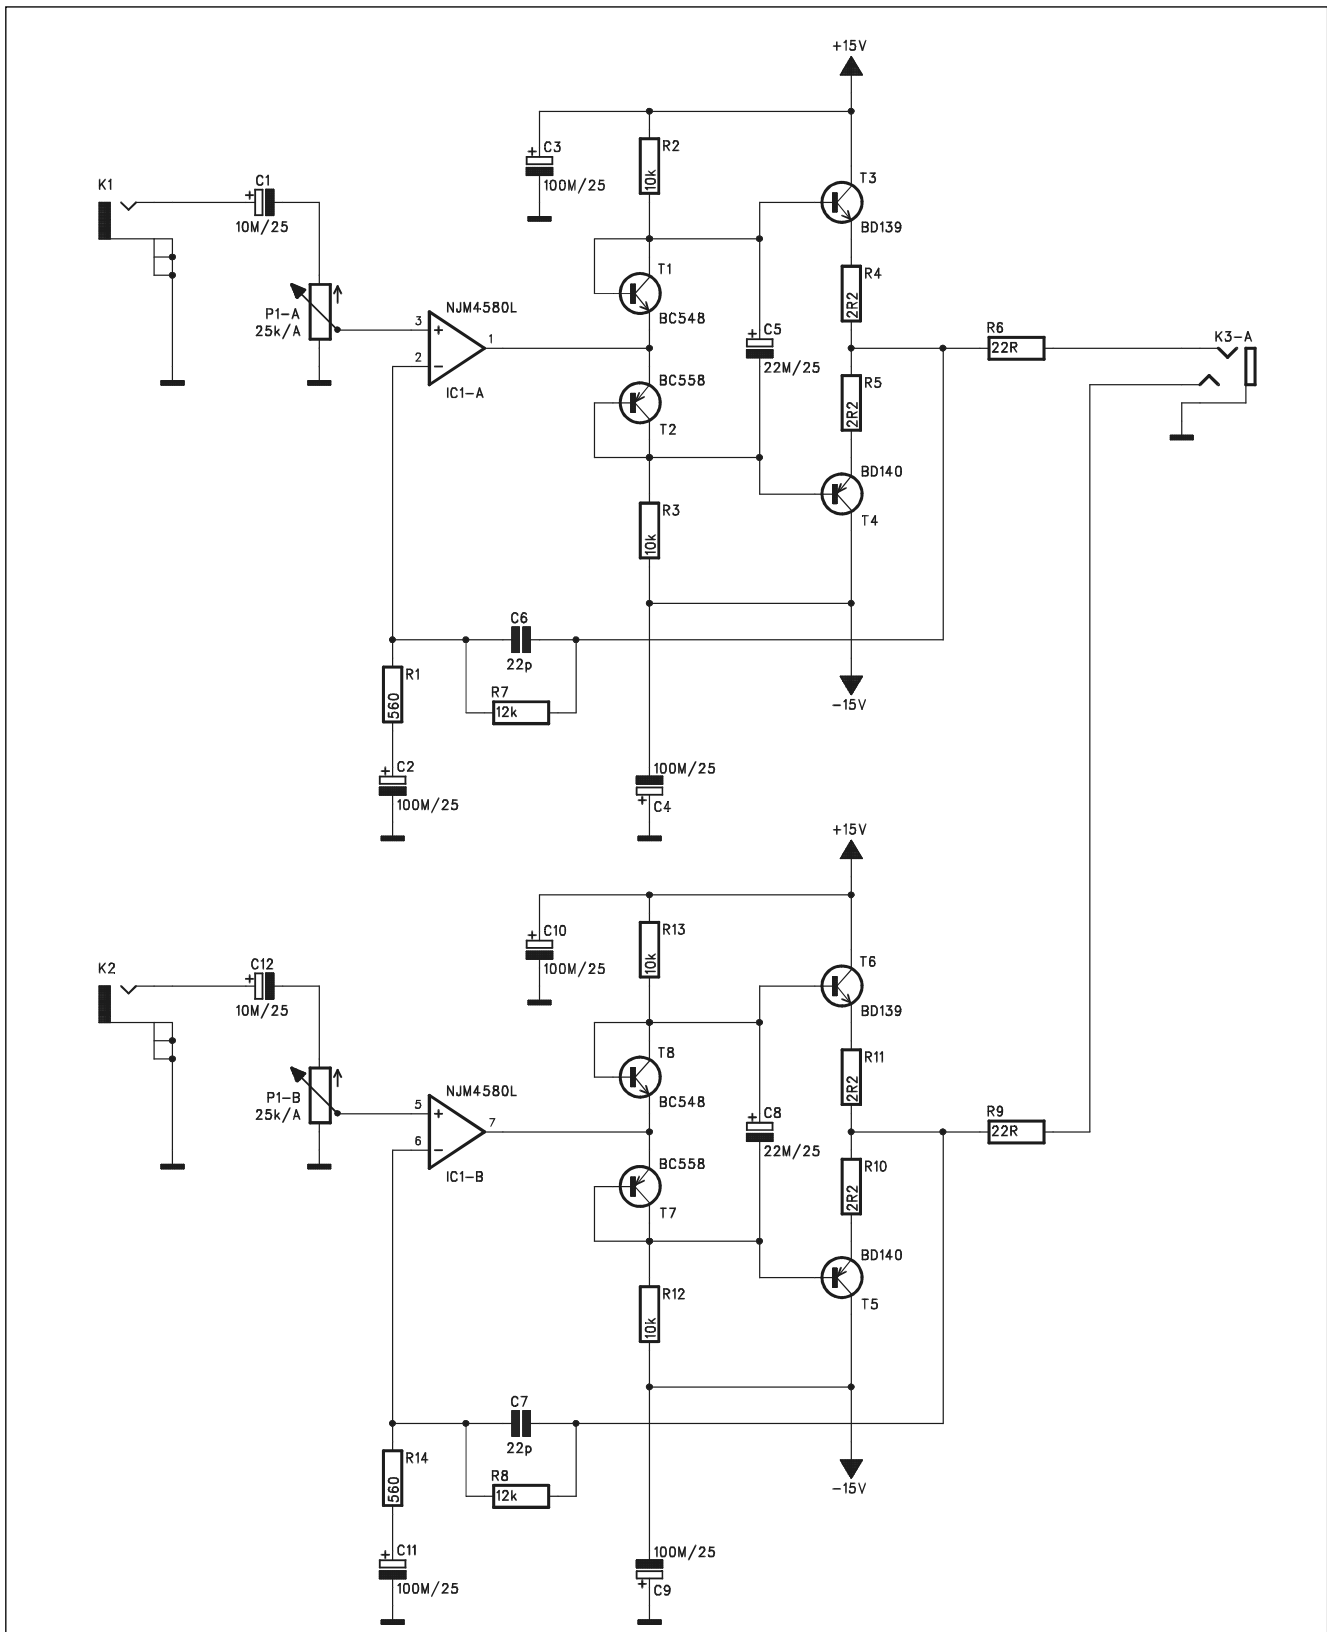 +15V
C3
+
100M/25
R2
10k
T3
BD139
K1
C1
+
10M/25
T1
BC548
R4
2R2
P1-A
25k/A
NJM4580L
3
+
1
2
-
IC1-A
C5
+
22M/25
R6
22R
K3-A
BC558
T2
R5
2R2
BD140
T4
R3
10k
C6
22p
R1
560
R7
12k
-15V
C2
+
100M/25
100M/25
+
C4
+15V
C10
+
100M/25
R13
10k
T6
BD139
K2
C12
+
10M/25
T8
BC548
R11
2R2
P1-B
25k/A
NJM4580L
5
+
7
6
-
IC1-B
C8
+
22M/25
R9
22R
BC558
T7
R10
2R2
BD140
T5
R12
10k
C7
22p
R14
560
R8
12k
-15V
C11
+
100M/25
100M/25
+
C9